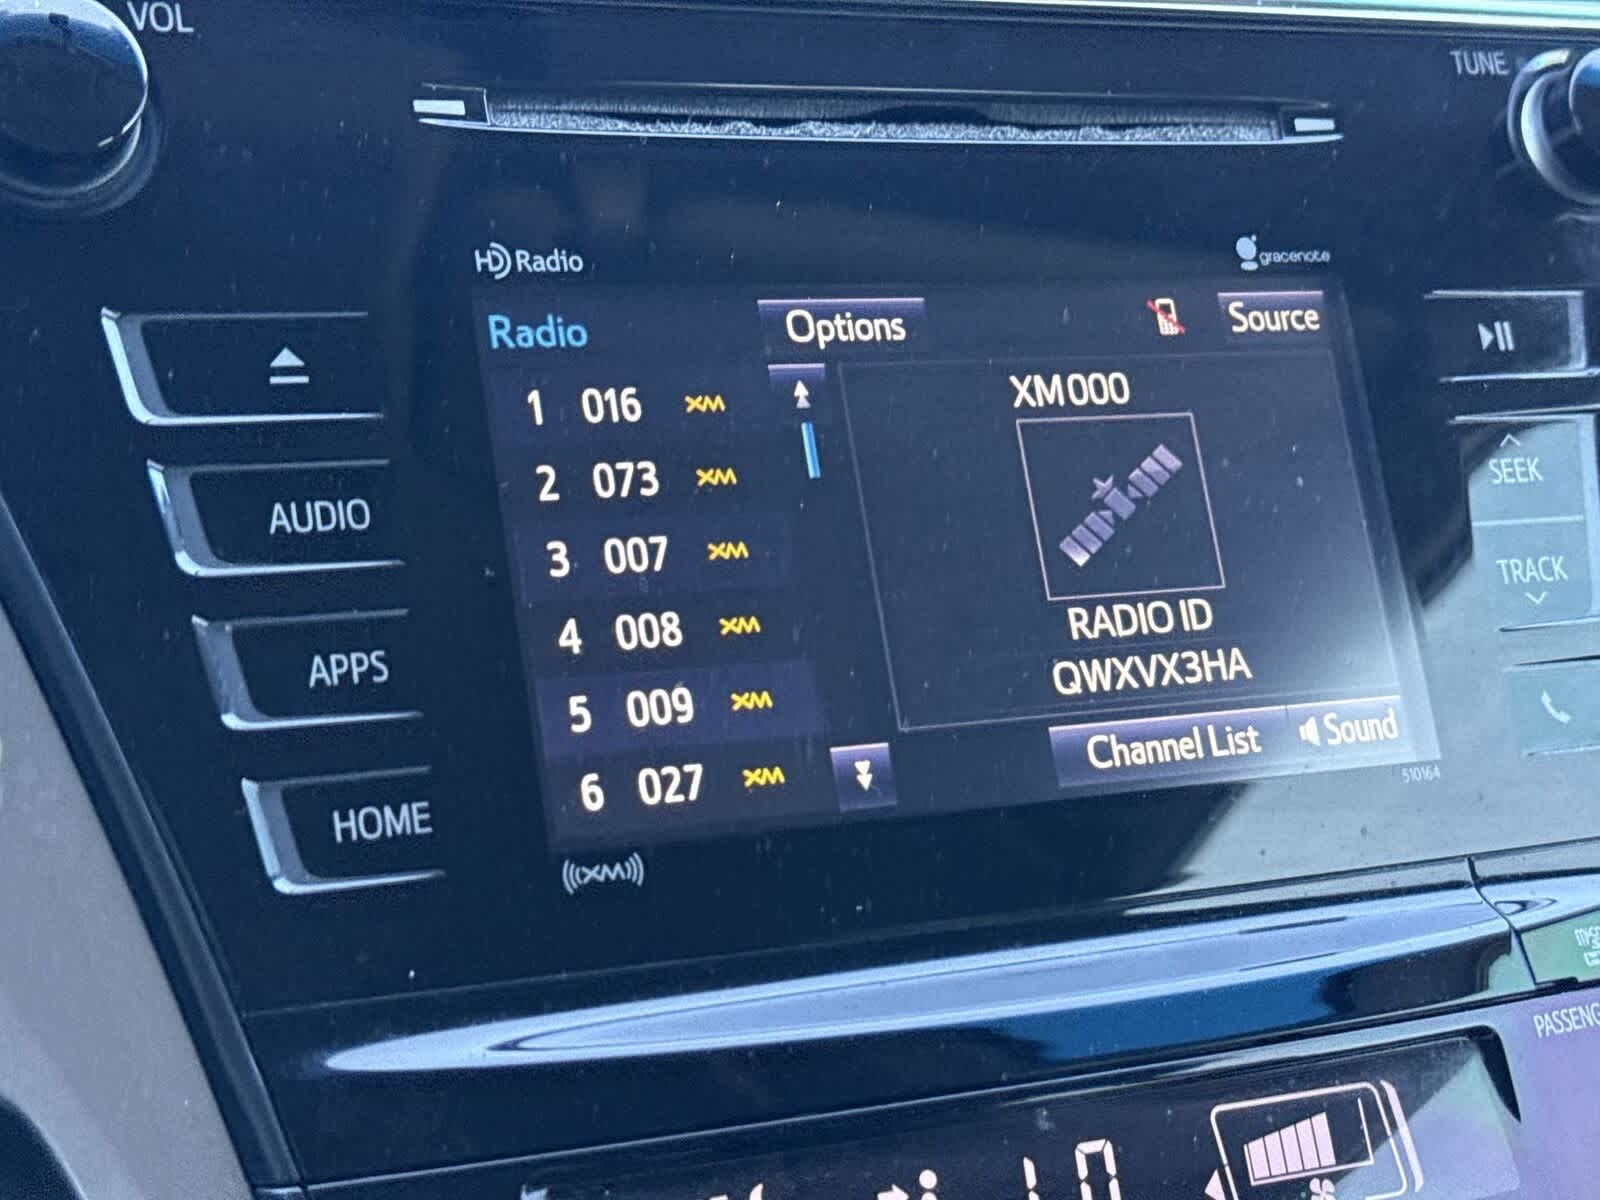 VOL
TUNE
HD Radio
gracenote
Radio
Options
Source
1 016 XM
2 073 XM
3 007 XM
4 008 XM
5 009 XM
6 027 XM
XM000
RADIO ID
QWXVX3HA
Channel List
Sound
510164
AUDIO
APPS
HOME
SEEK
TRACK
((XM))
PASSENG